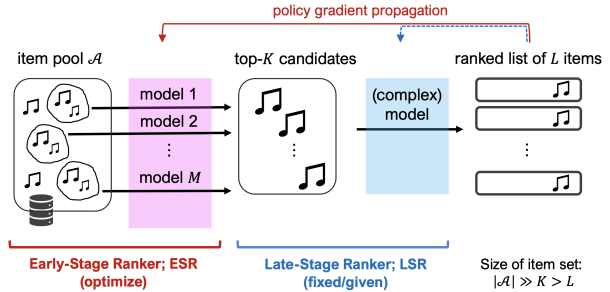 policy gradient propagation
item pool 𝒜
top-K candidates
ranked list of L items
model 1
model 2
⋮
model M
⋮
(complex)
model
⋮
Early-Stage Ranker; ESR
(optimize)
Late-Stage Ranker; LSR
(fixed/given)
Size of item set:
|𝒜| ≫ K > L